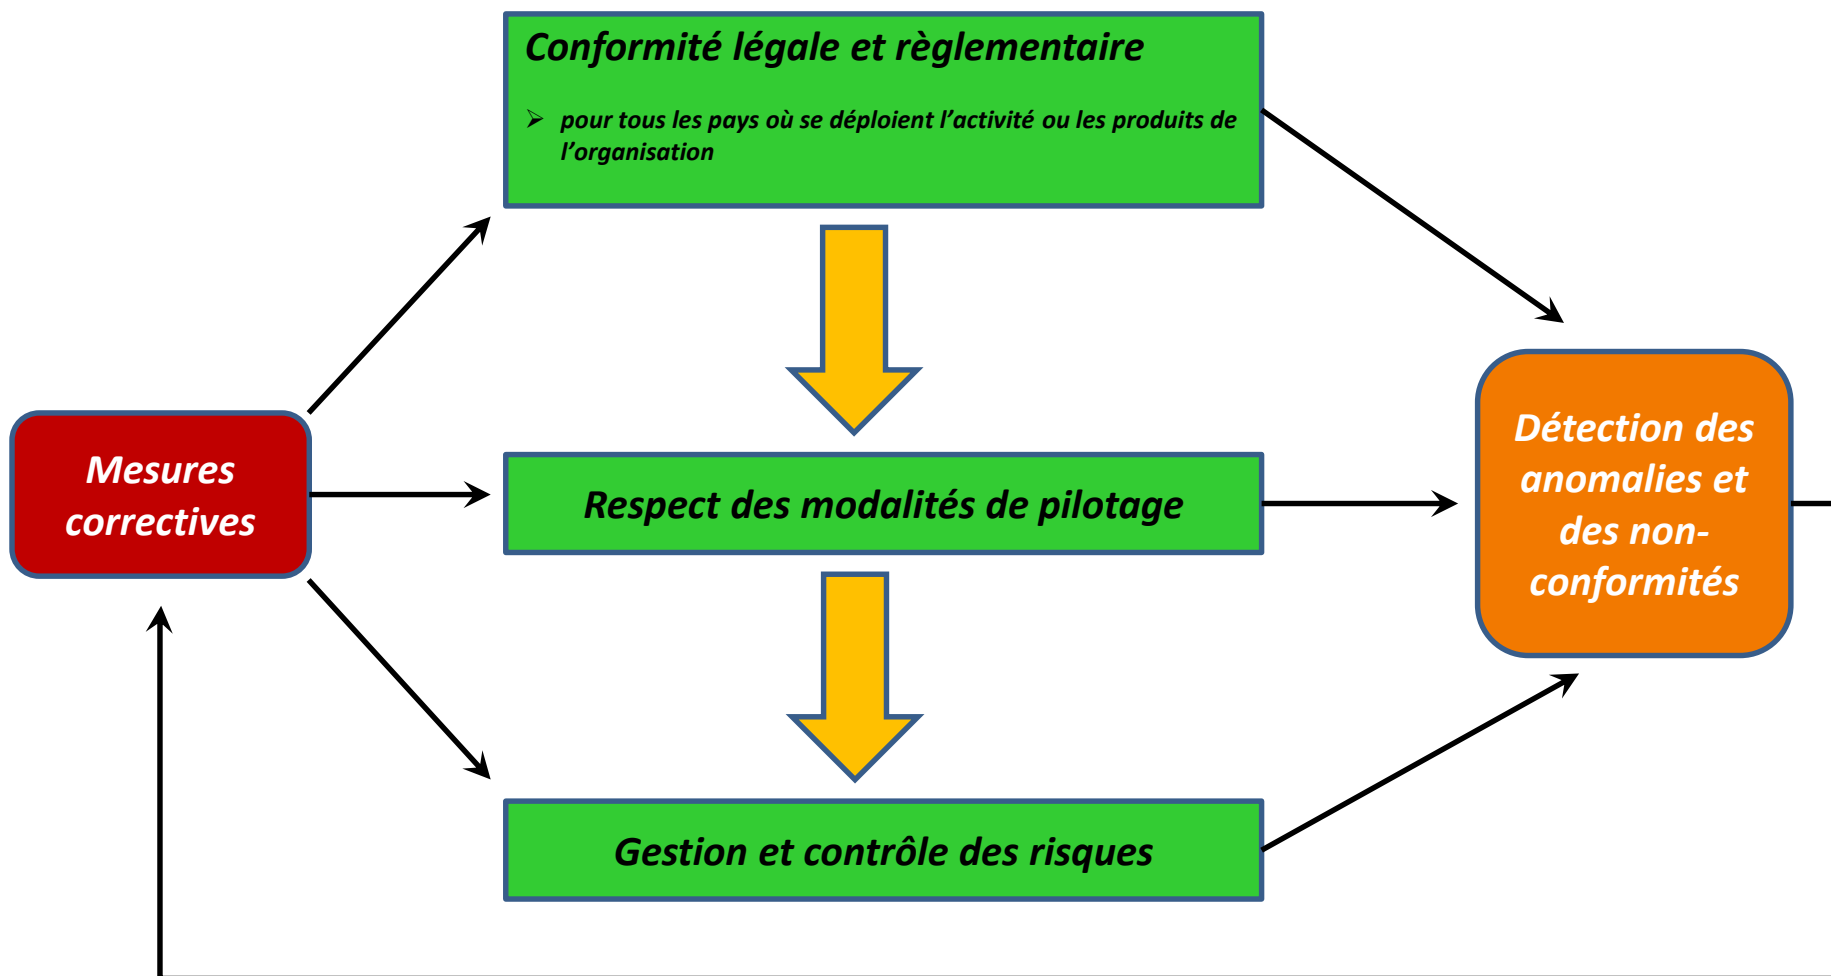 Conformité légale et règlementaire
➢ pour tous les pays où se déploient l’activité ou les produits de
l’organisation
Mesures
correctives
Respect des modalités de pilotage
Détection des
anomalies et
des non-
conformités
Gestion et contrôle des risques